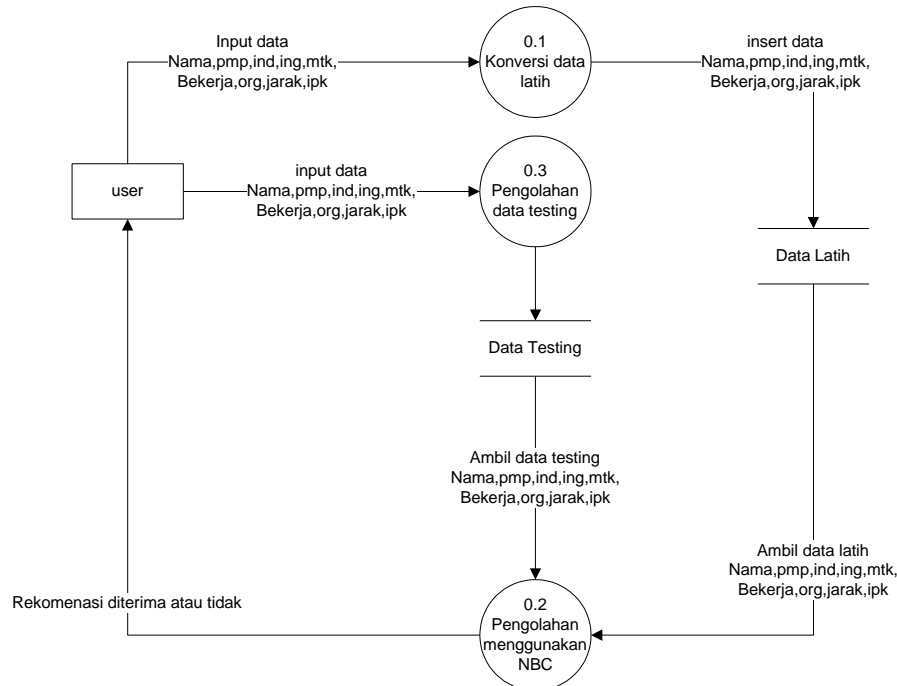 Input data
Nama,pmp,ind,ing,mtk,
Bekerja,org,jarak,ipk
0.1
Konversi data
latih
insert data
Nama,pmp,ind,ing,mtk,
Bekerja,org,jarak,ipk
user
input data
Nama,pmp,ind,ing,mtk,
Bekerja,org,jarak,ipk
0.3
Pengolahan
data testing
Data Latih
Data Testing
Ambil data testing
Nama,pmp,ind,ing,mtk,
Bekerja,org,jarak,ipk
Ambil data latih
Nama,pmp,ind,ing,mtk,
Bekerja,org,jarak,ipk
Rekomenasi diterima atau tidak
0.2
Pengolahan
menggunakan
NBC